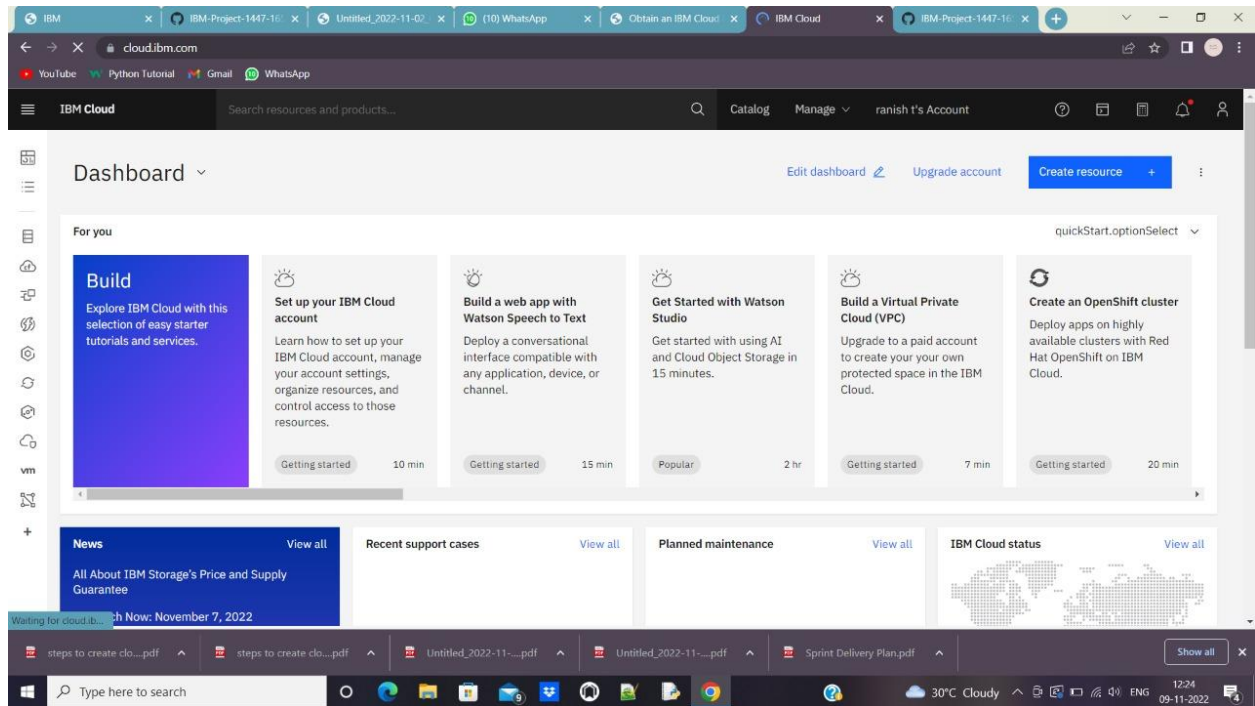 IBM
IBM-Project-1447-16
Untitled_2022-11-02_
(10) WhatsApp
Obtain an IBM Cloud
IBM Cloud
IBM-Project-1447-16
cloud.ibm.com
YouTube
Python Tutorial
Gmail
WhatsApp
IBM Cloud
Search resources and products...
Catalog
Manage
ranish t's Account
Dashboard
Edit dashboard
Upgrade account
Create resource +
For you
quickStart.optionSelect
Build
Explore IBM Cloud with this
selection of easy starter
tutorials and services.
Set up your IBM Cloud
account
Learn how to set up your
IBM Cloud account, manage
your account settings,
organize resources, and
control access to those
resources.
Getting started 10 min
Build a web app with
Watson Speech to Text
Deploy a conversational
interface compatible with
any application, device, or
channel.
Getting started 15 min
Get Started with Watson
Studio
Get started with using AI
and Cloud Object Storage in
15 minutes.
Popular 2 hr
Build a Virtual Private
Cloud (VPC)
Upgrade to a paid account
to create your your own
protected space in the IBM
Cloud.
Getting started 7 min
Create an OpenShift cluster
Deploy apps on highly
available clusters with Red
Hat OpenShift on IBM
Cloud.
Getting started 20 min
vm
News View all
All About IBM Storage's Price and Supply
Guarantee
ch Now: November 7, 2022
Recent support cases View all
Planned maintenance View all
IBM Cloud status View all
Waiting for cloud.ib...
steps to create clo....pdf
steps to create clo....pdf
Untitled_2022-11-....pdf
Untitled_2022-11-....pdf
Sprint Delivery Plan.pdf
Show all
Type here to search
30°C Cloudy
ENG
12:24
09-11-2022